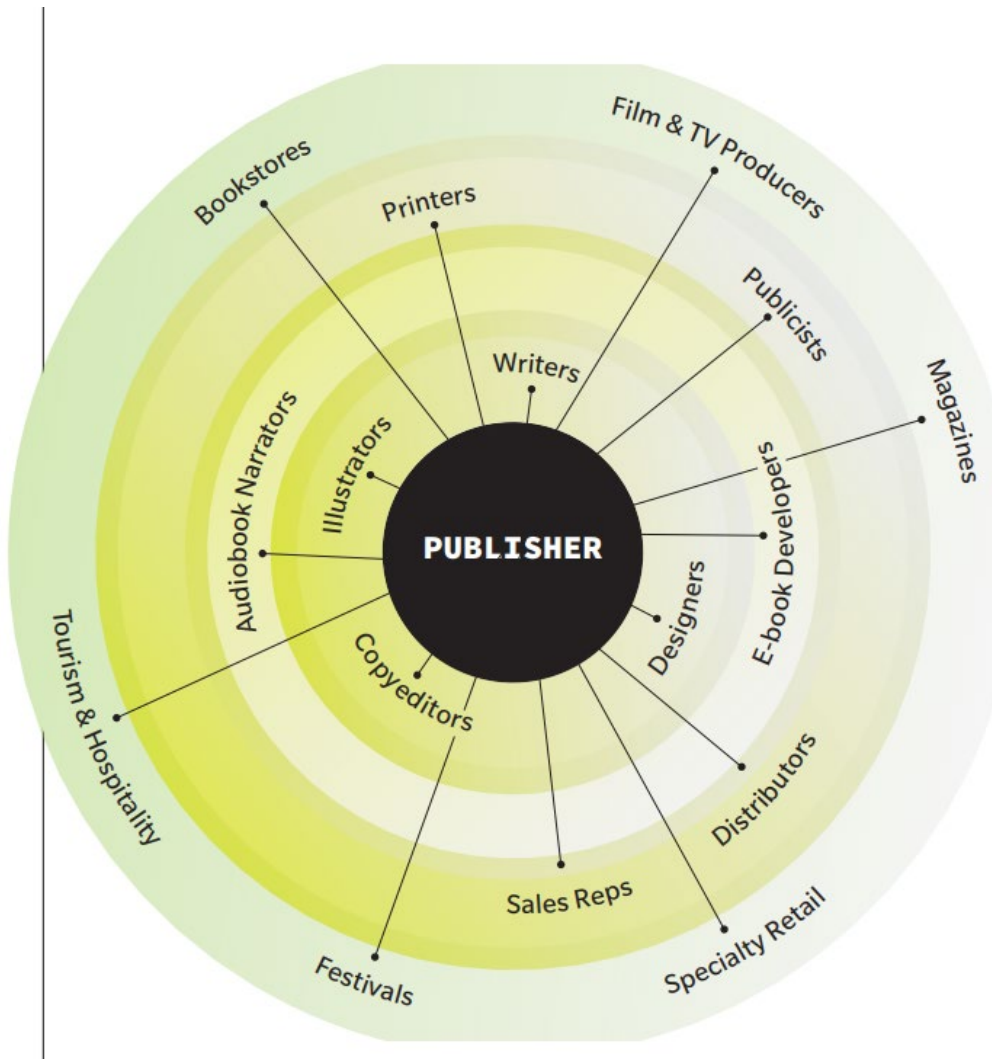 Film & TV Producers
Bookstores
Printers
Publicists
Writers
Magazines
Illustrators
Audiobook Narrators
E-book Developers
PUBLISHER
Designers
Copyeditors
Tourism & Hospitality
Distributors
Sales Reps
Specialty Retail
Festivals